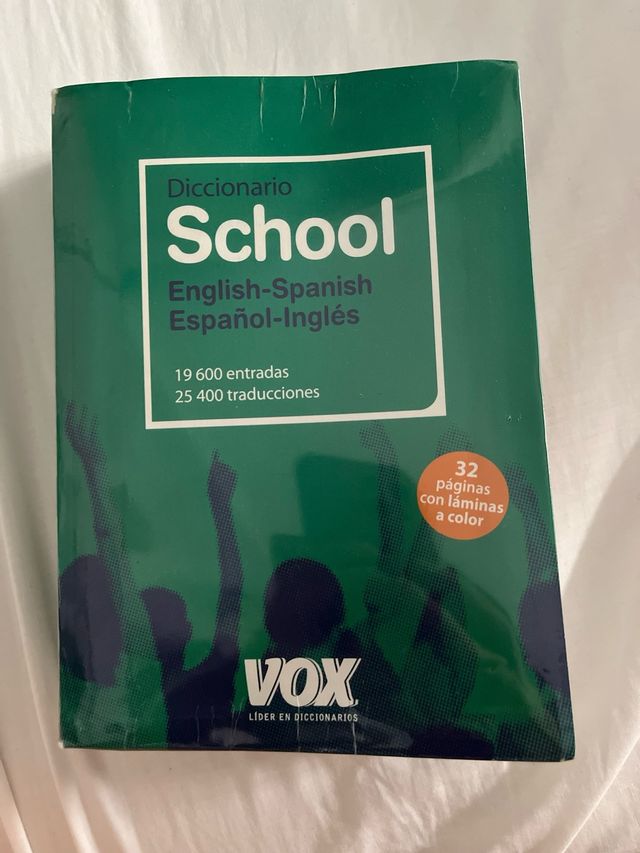 Diccionario
School
English-Spanish
Español-Inglés
19 600 entradas
25 400 traducciones
32
páginas
con láminas
a color
VOX
LÍDER EN DICCIONARIOS